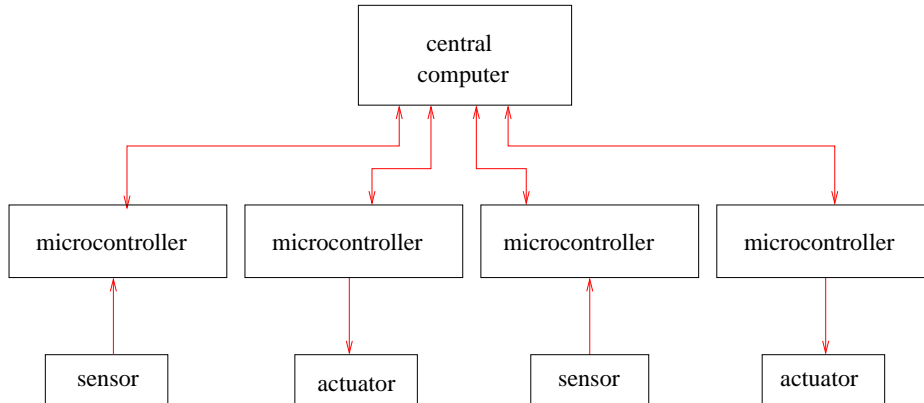 central
computer
microcontroller
microcontroller
microcontroller
microcontroller
sensor
actuator
sensor
actuator